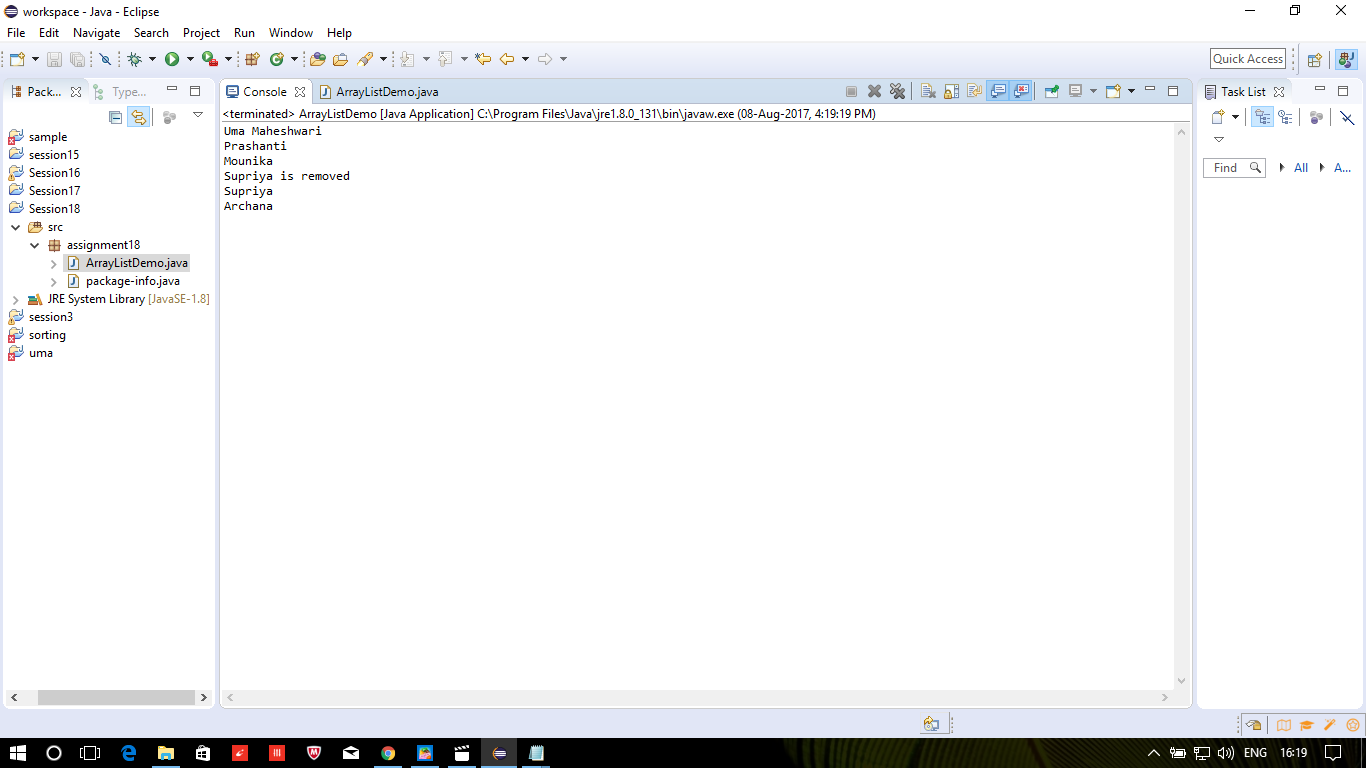 workspace - Java - Eclipse
File Edit Navigate Search Project Run Window Help
Quick Access
Pack... Type...
sample
session15
Session16
Session17
Session18
src
assignment18
ArrayListDemo.java
package-info.java
JRE System Library [JavaSE-1.8]
session3
sorting
uma
Console ArrayListDemo.java
<terminated> ArrayListDemo [Java Application] C:\Program Files\Java\jre1.8.0_131\bin\javaw.exe (08-Aug-2017, 4:19:19 PM)
Uma Maheshwari
Prashanti
Mounika
Supriya is removed
Supriya
Archana
Task List
Find All A...
ENG 16:19